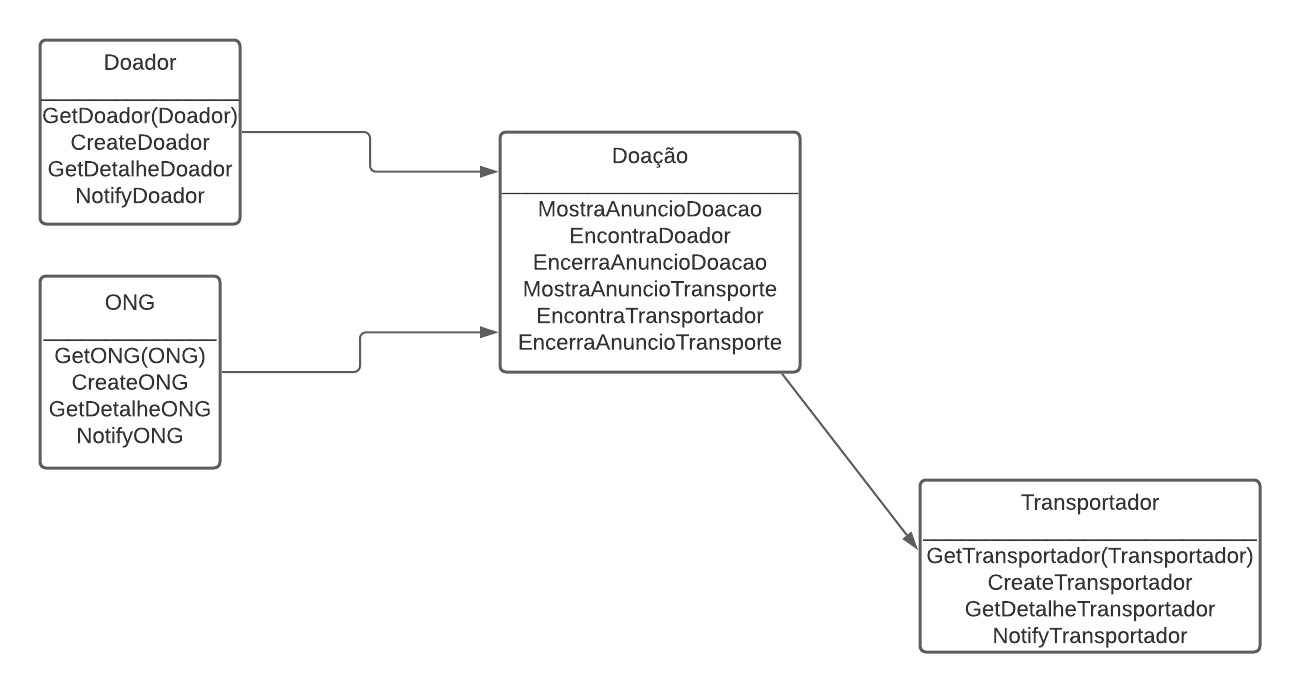 Doador
GetDoador(Doador)
CreateDoador
GetDetalheDoador
NotifyDoador
ONG
GetONG(ONG)
CreateONG
GetDetalheONG
NotifyONG
Doação
MostraAnuncioDoacao
EncontraDoador
EncerraAnuncioDoacao
MostraAnuncioTransporte
EncontraTransportador
EncerraAnuncioTransporte
Transportador
GetTransportador(Transportador)
CreateTransportador
GetDetalheTransportador
NotifyTransportador